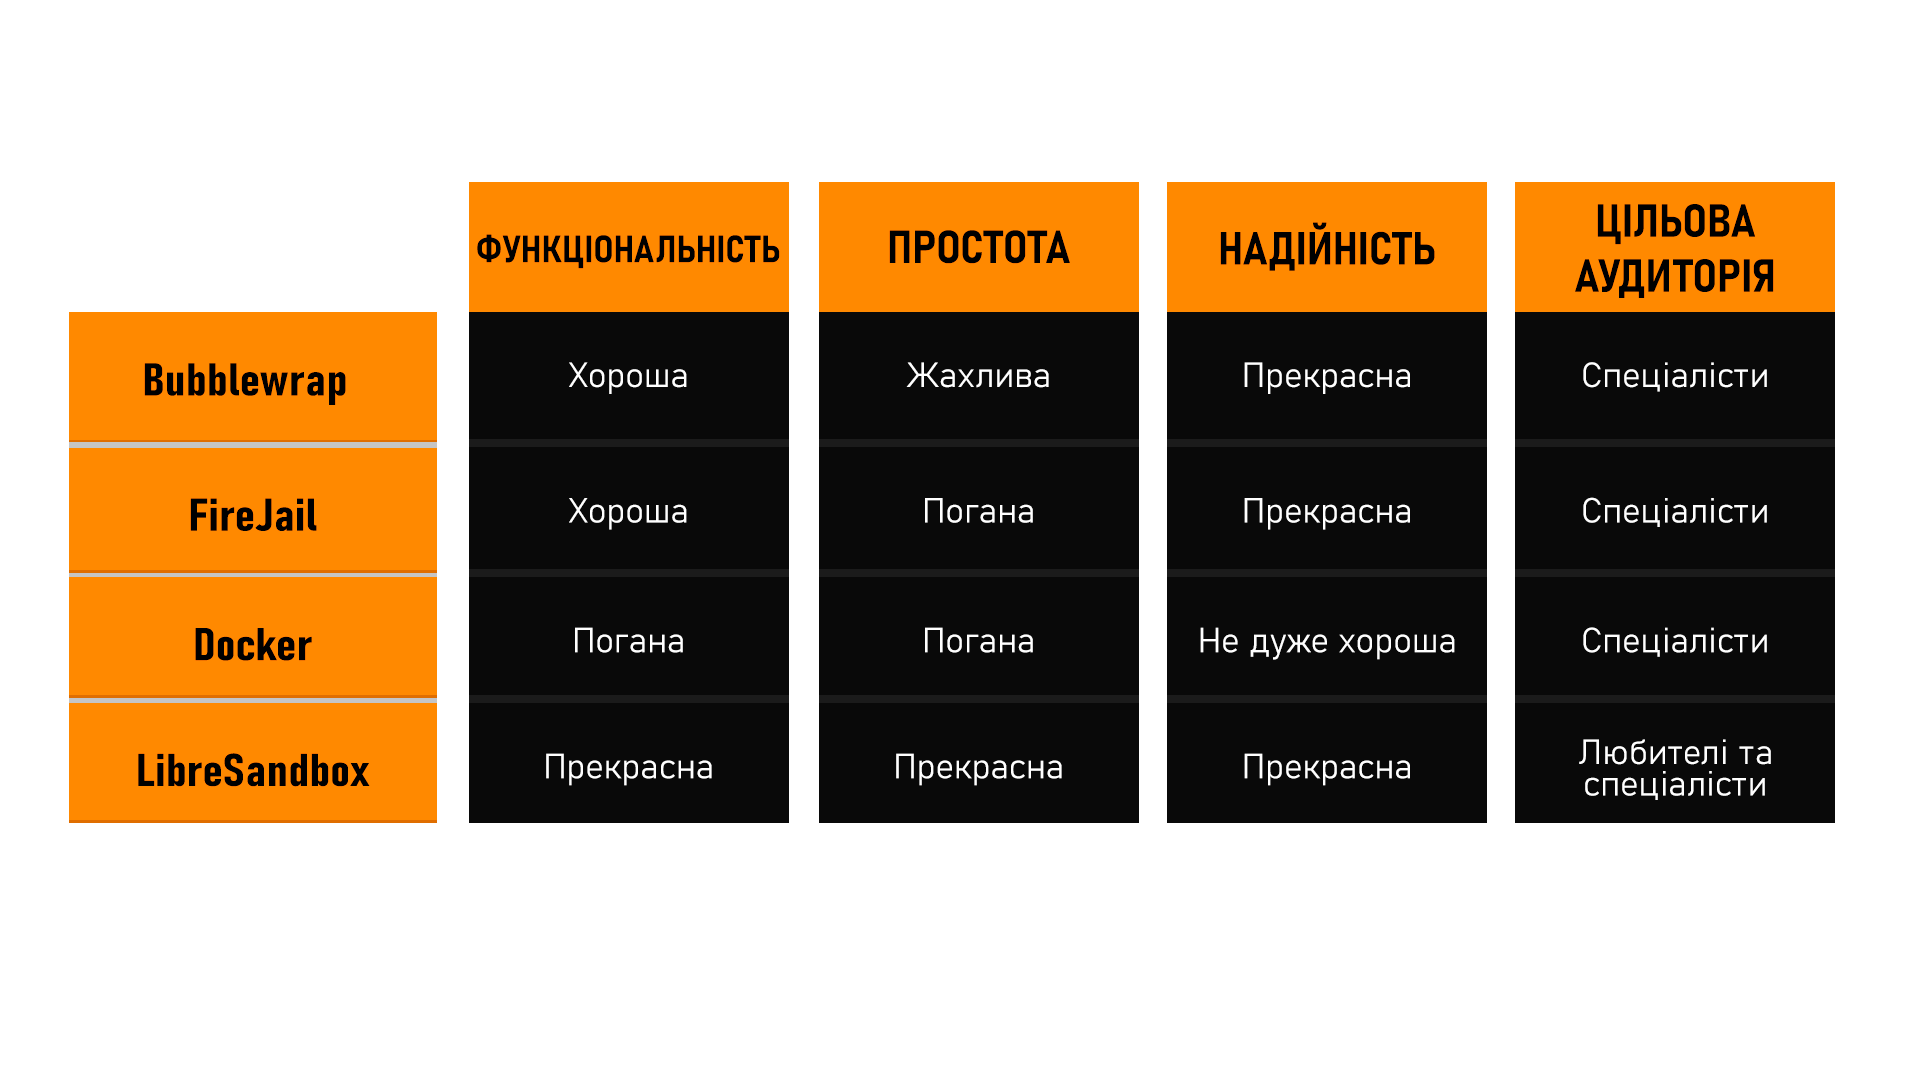 ФУНКЦІОНАЛЬНІСТЬ ПРОСТОТА НАДІЙНІСТЬ ЦІЛЬОВА
АУДИТОРІЯ
Bubblewrap Хороша Жахлива Прекрасна Спеціалісти
FireJail Хороша Погана Прекрасна Спеціалісти
Docker Погана Погана Не дуже хороша Спеціалісти
LibreSandbox Прекрасна Прекрасна Прекрасна Любителі та
спеціалісти